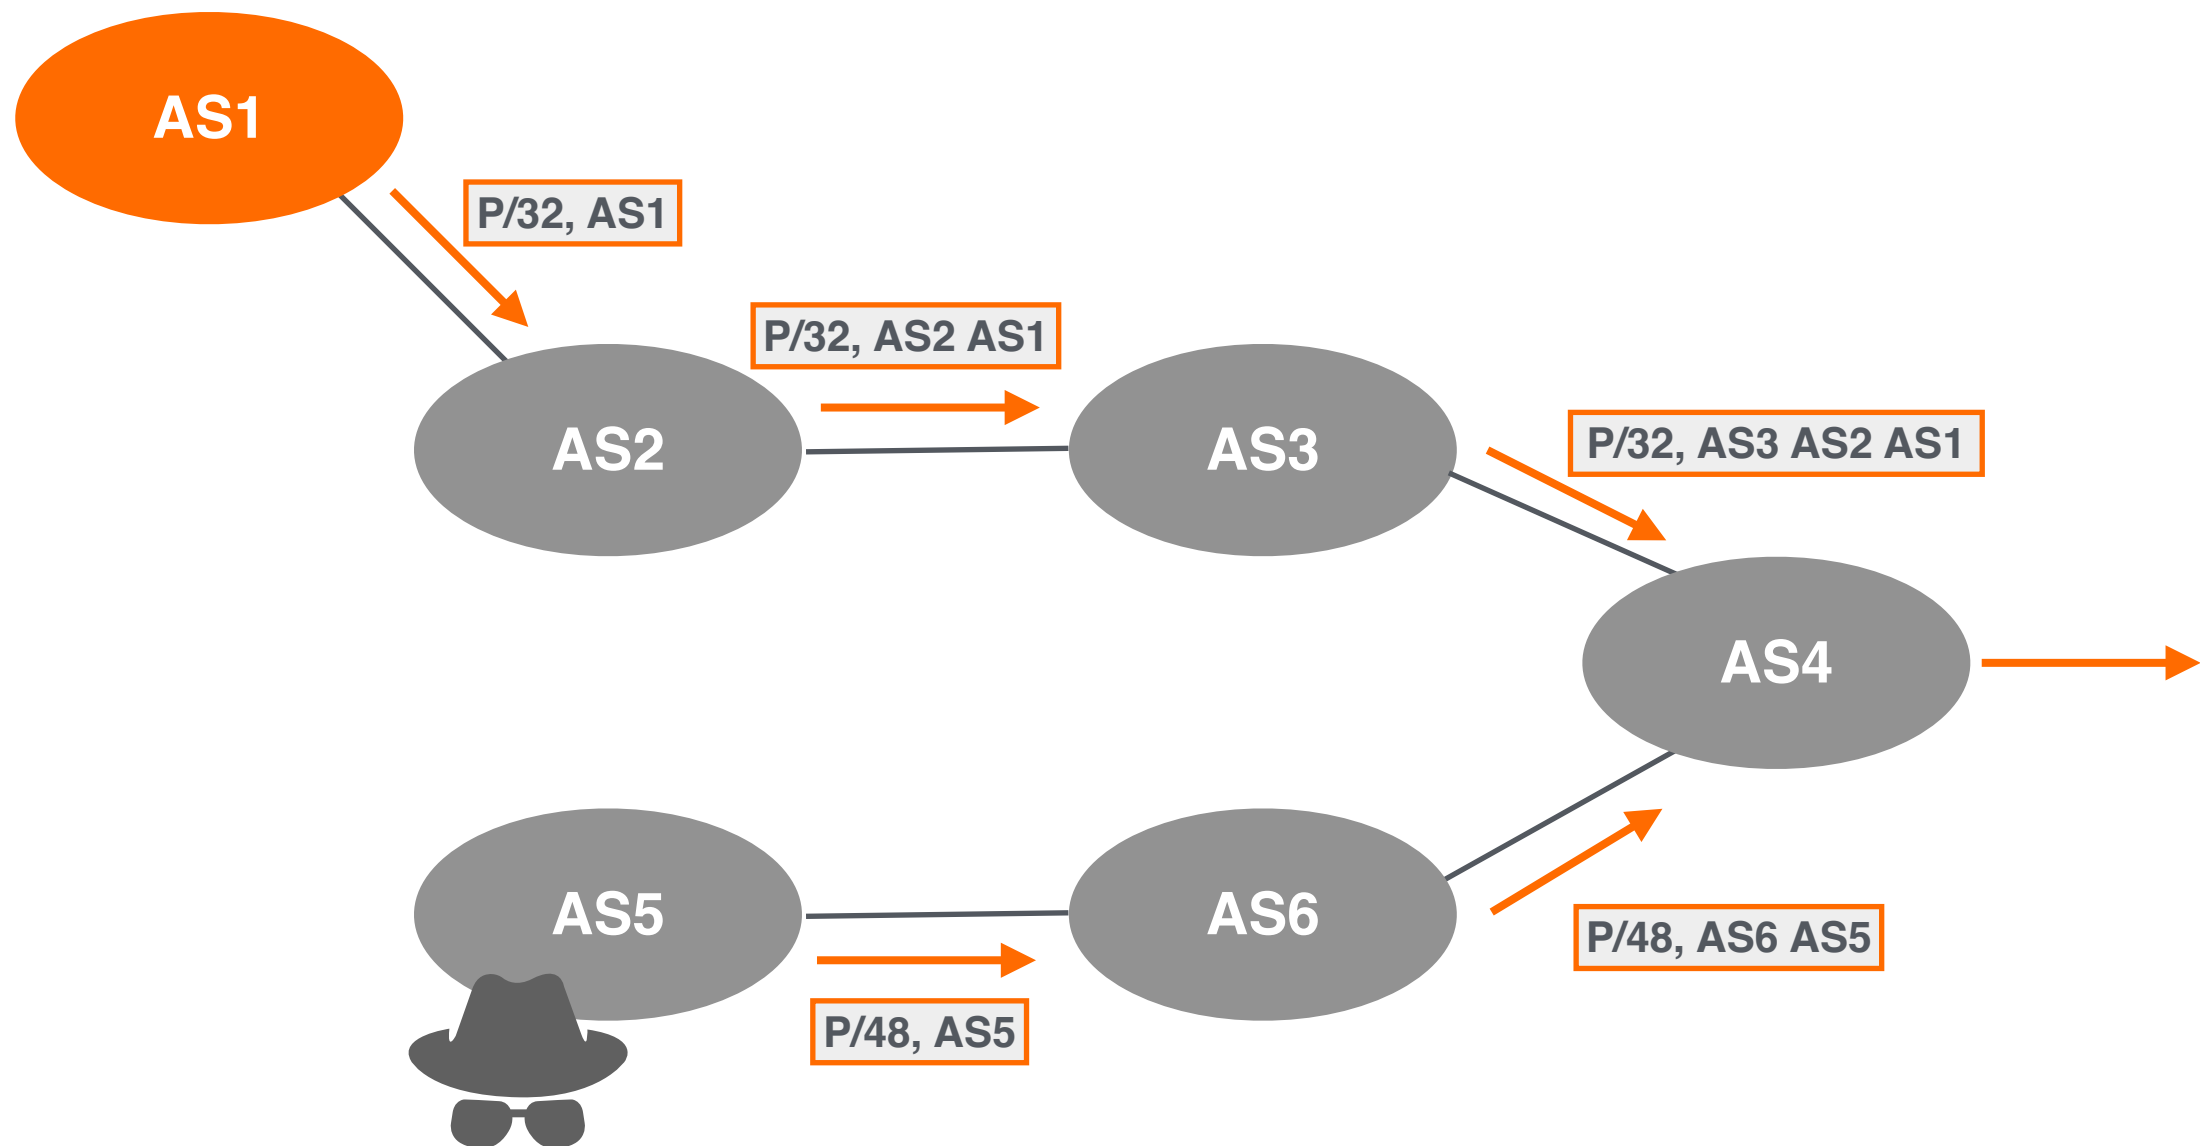 AS1
P/32, AS1
P/32, AS2 AS1
AS2
AS3
P/32, AS3 AS2 AS1
AS4
AS5
AS6
P/48, AS6 AS5
P/48, AS5